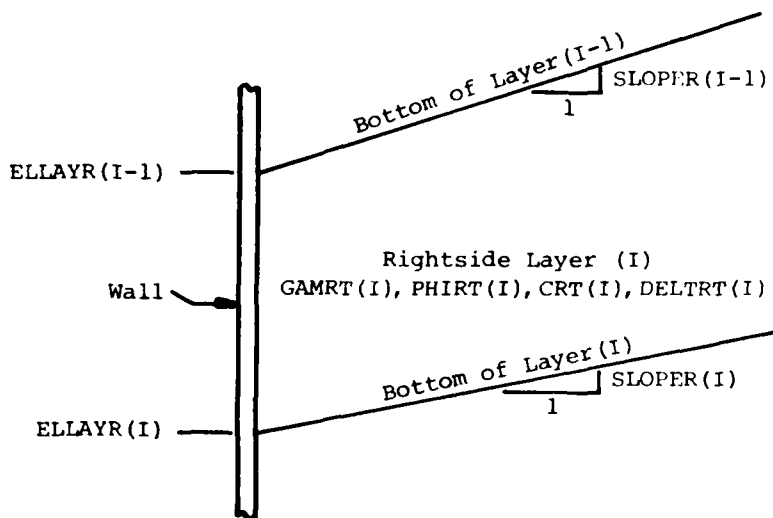 Bottom of Layer(I-1)
SLOPER(I-1)
1
ELLAYR(I-1)
Rightside Layer (I)
GAMRT(I), PHIRT(I), CRT(I), DELTRT(I)
Wall
Bottom of Layer(I)
SLOPER(I)
1
ELLAYR(I)